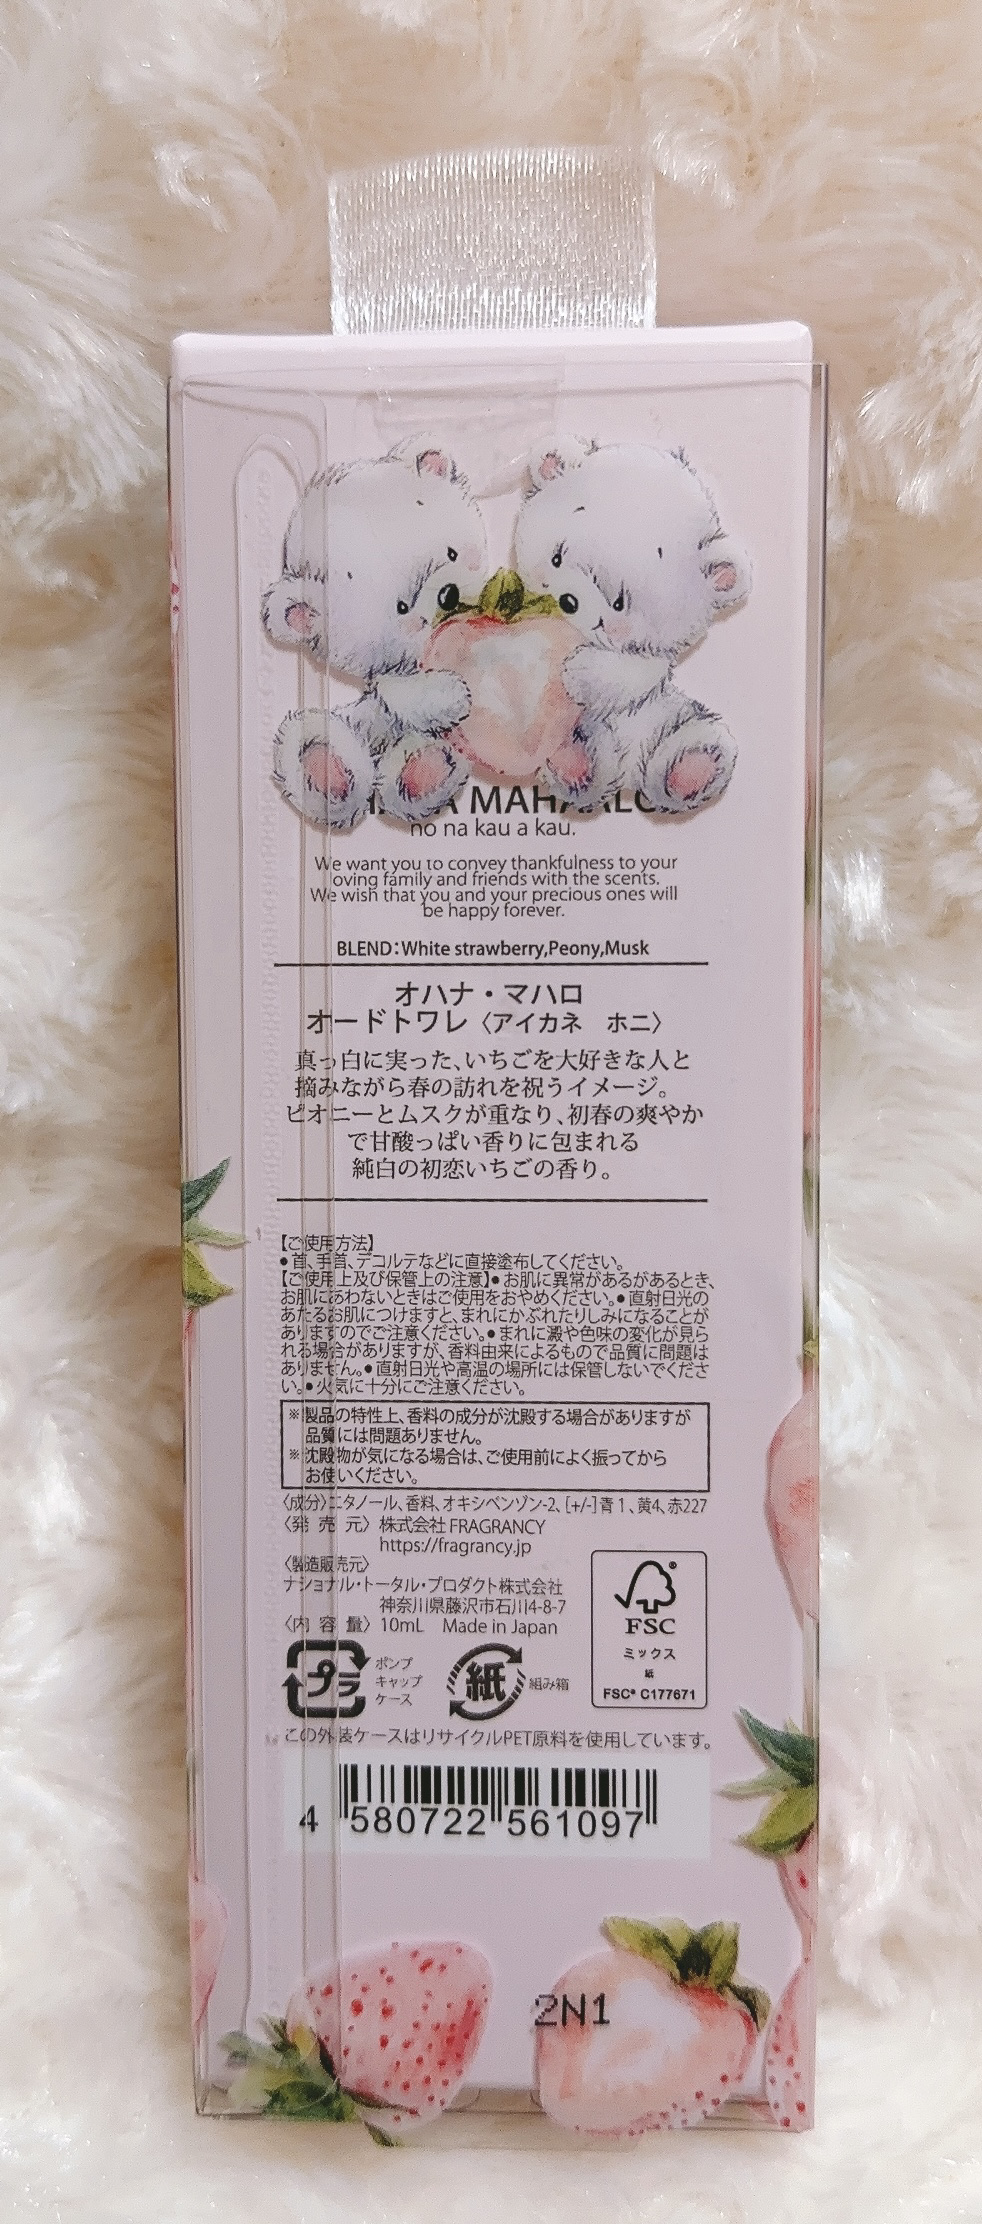 MAHAALO
no na kau a kau.
We want you to convey thankfulness to your
loving family and friends with the scents.
We wish that you and your precious ones will
be happy forever.
BLEND:White strawberry,Peony,Musk
オハナ・マハロ
オードトワレ〈アイカネ　ホニ〉
真っ白に実った、いちごを大好きな人と
摘みながら春の訪れを祝うイメージ。
ピオニーとムスクが重なり、初春の爽やか
で甘酸っぱい香りに包まれる
純白の初恋いちごの香り。
【ご使用方法】
●首、手首、デコルテなどに直接塗布してください。
【ご使用上及び保管上の注意】●お肌に異常があるがあるとき、
お肌にあわないときはご使用をおやめください。●直射日光の
あたるお肌につけますと、まれにかぶれたりしみになることが
ありますのでご注意ください。●まれに澱や色味の変化が見ら
れる場合がありますが、香料由来によるもので品質に問題は
ありません。●直射日光や高温の場所には保管しないでくださ
い。●火気に十分にご注意ください。
※製品の特性上、香料の成分が沈殿する場合がありますが
品質には問題ありません。
※沈殿物が気になる場合は、ご使用前によく振ってから
お使いください。
〈成分〉エタノール、香料、オキシベンゾン-2、[+/-]青1、黄4、赤227
〈発売元〉株式会社 FRAGRANCY
https://fragrancy.jp
〈製造販売元〉
ナショナル・トータル・プロダクト株式会社
神奈川県藤沢市石川4-8-7
〈内容量〉10mL　Made in Japan
プラ
ポンプ
キャップ
ケース
紙
組み箱
FSC
ミックス
紙
FSC® C177671
この外装ケースはリサイクルPET原料を使用しています。
4 580722 561097
2N1